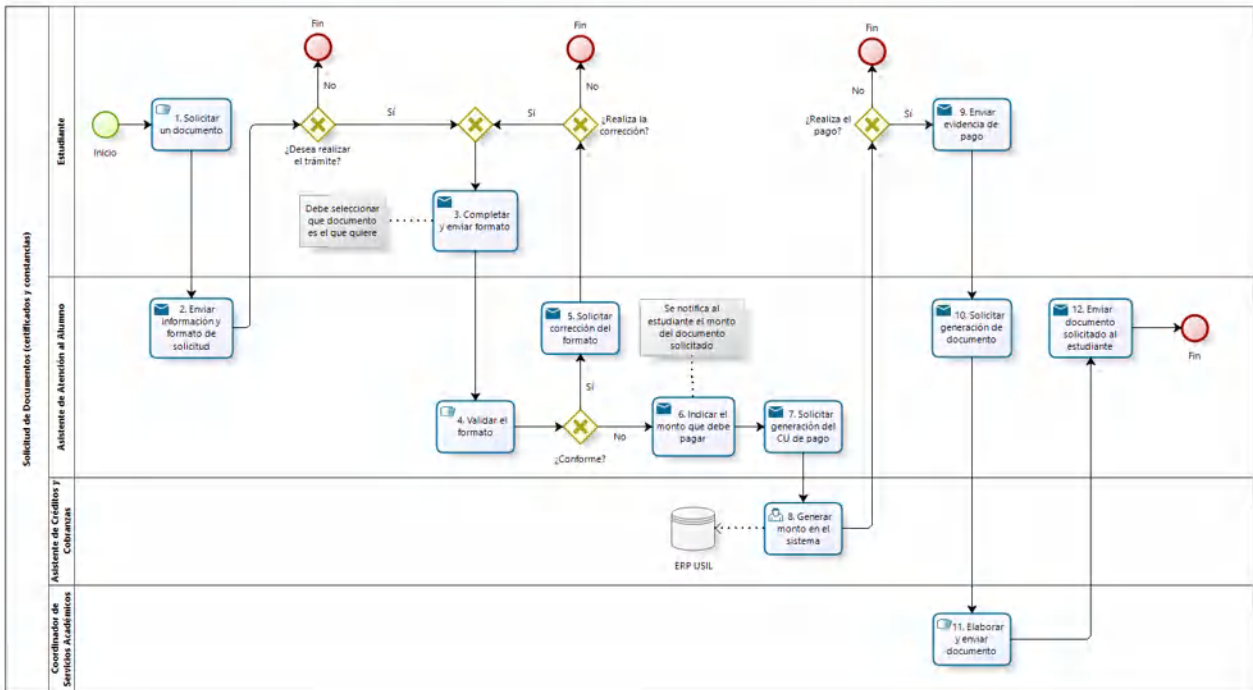 Solicitud de Documentos (certificados y constancias)
Estudiante
Inicio
1. Solicitar
un documento
Fin
No
¿Desea realizar
el trámite?
Sí
Sí
Fin
No
¿Realiza la
corrección?
Debe seleccionar
que documento
es el que quiere
3. Completar
y enviar formato
Fin
No
¿Realiza el
pago?
Sí
9. Enviar
evidencia de
pago
Asistente de Atención al Alumno
2. Enviar
información y
formato de
solicitud
4. Validar el
formato
¿Conforme?
Sí
No
5. Solicitar
corrección del
formato
Se notifica al
estudiante el monto
del documento
solicitado
6. Indicar el
monto que debe
pagar
7. Solicitar
generación del
CU de pago
10. Solicitar
generación de
documento
12. Enviar
documento
solicitado al
estudiante
Fin
Asistente de Créditos y
Cobranzas
ERP USIL
8. Generar
monto en el
sistema
Coordinador de
Servicios Académicos
11. Elaborar
y enviar
documento